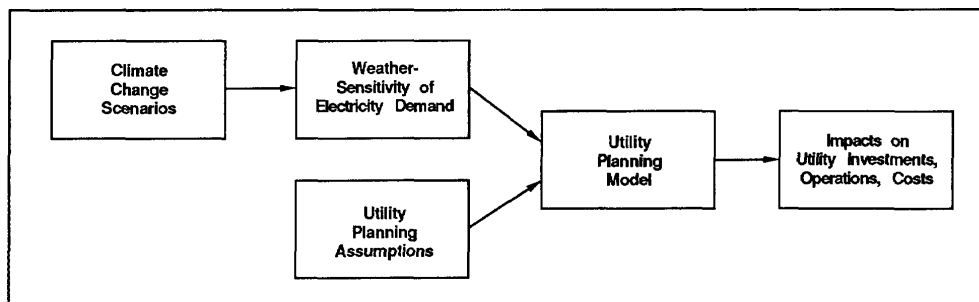 Climate
Change
Scenarios
Weather-
Sensitivity of
Electricity Demand
Utility
Planning
Assumptions
Utility
Planning
Model
Impacts on
Utility Investments,
Operations, Costs